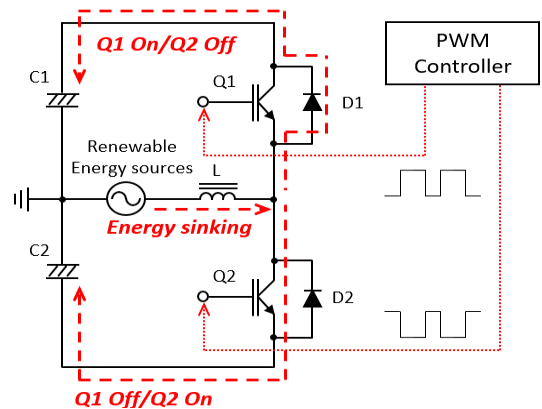 Q1 On/Q2 Off
PWM
Controller
C1
Q1
D1
Renewable
Energy sources
L
Energy sinking
C2
Q2
D2
Q1 Off/Q2 On